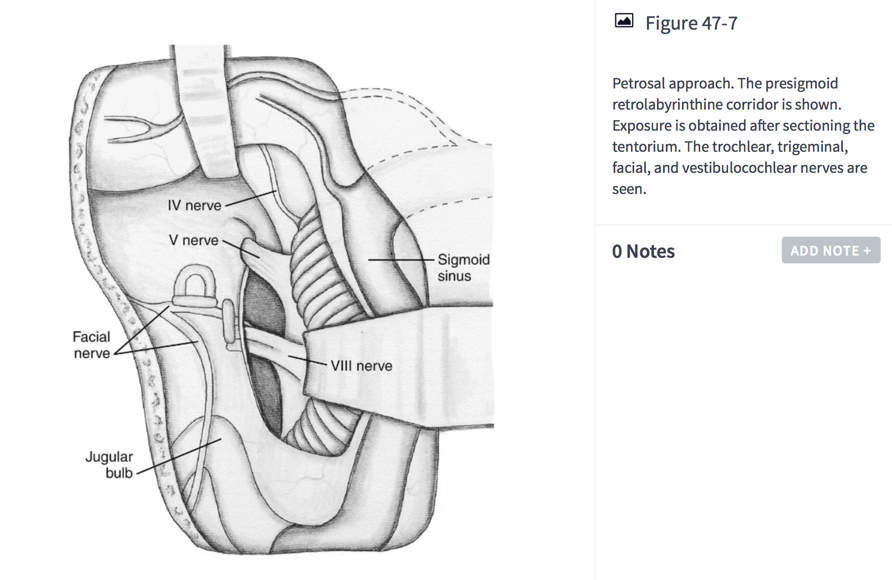 IV nerve
V nerve
Sigmoid
sinus
Facial
nerve
VIII nerve
Jugular
bulb
Figure 47-7
Petrosal approach. The presigmoid
retrolabyrinthine corridor is shown.
Exposure is obtained after sectioning the
tentorium. The trochlear, trigeminal,
facial, and vestibulocochlear nerves are
seen.
0 Notes
ADD NOTE +